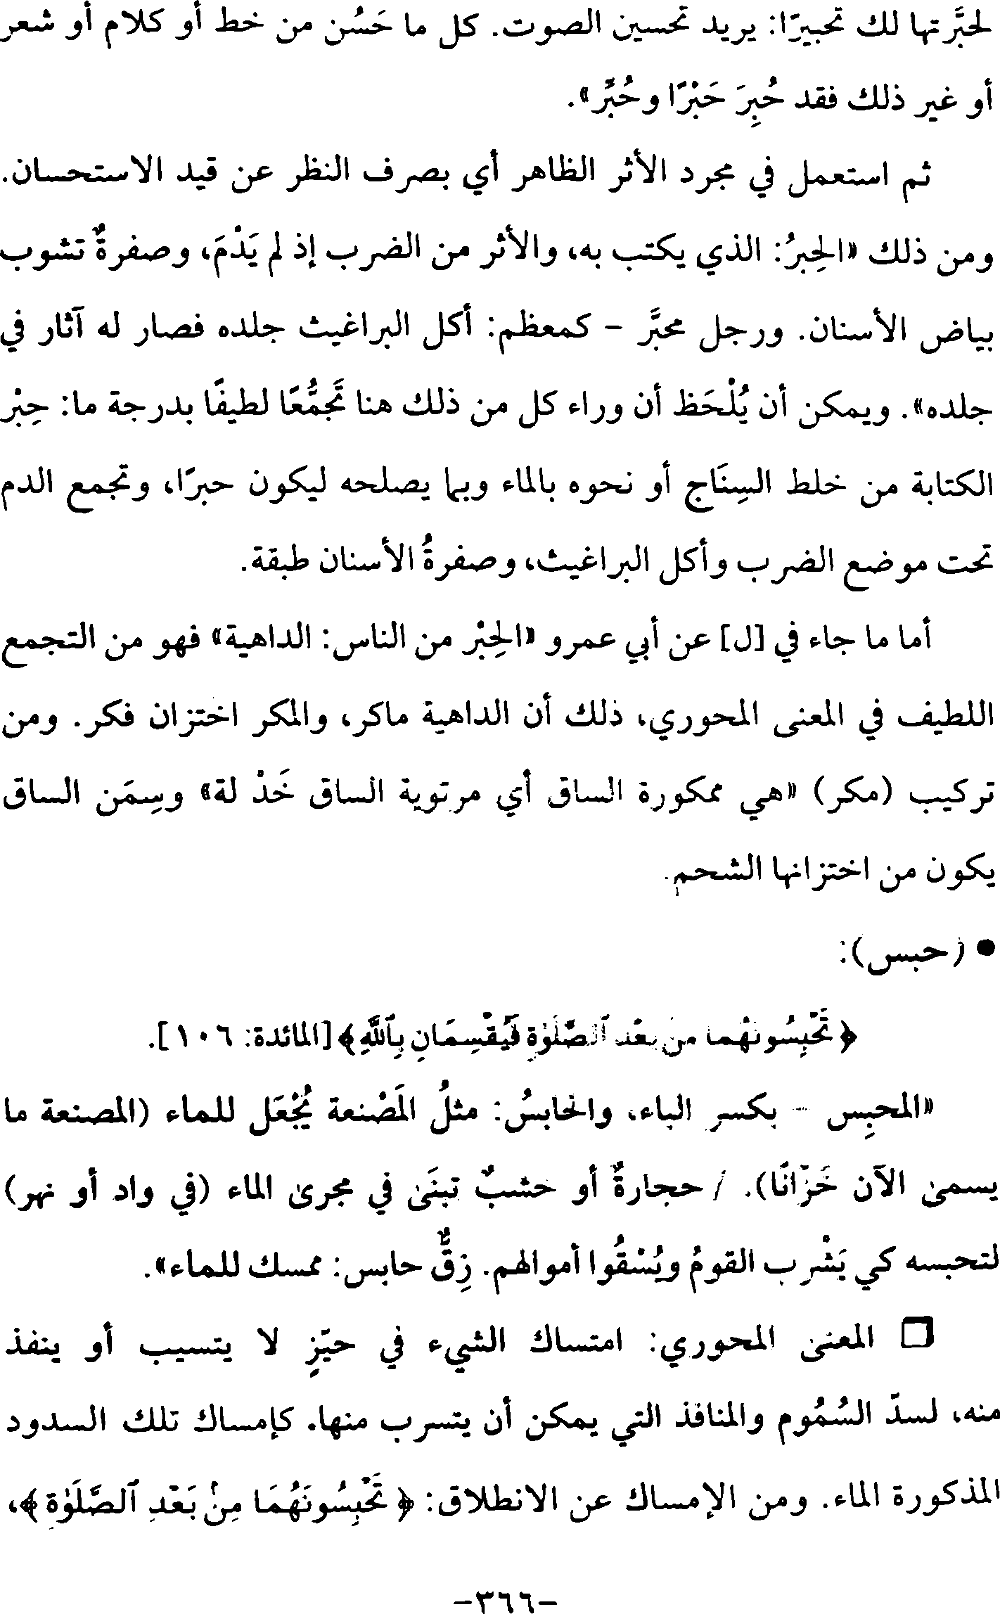 لحبَّرتها لك تحبيرًا: يريد تحسين الصوت. كل ما حَسُن من خط أو كلام أو شعر
أو غير ذلك فقد حُبِرَ حَبْرًا وحُبِّر».
ثم استعمل في مجرد الأثر الظاهر أي بصرف النظر عن قيد الاستحسان.
ومن ذلك «الحِبرُ: الذي يكتب به، والأثر من الضرب إذ لم يَدْمَ، وصفرةٌ تشوب
بياض الأسنان. ورجل محبَّر - كمعظم: أكل البراغيث جلده فصار له آثار في
جلده». ويمكن أن يُلْحَظ أن وراء كل من ذلك هنا تَجَمُّعًا لطيفًا بدرجة ما: حِبْر
الكتابة من خلط السِنَاج أو نحوه بالماء وبما يصلحه ليكون حبرًا، وتجمع الدم
تحت موضع الضرب وأكل البراغيث، وصفرةُ الأسنان طبقة.
أما ما جاء في [ل] عن أبي عمرو «الحِبْر من الناس: الداهية» فهو من التجمع
اللطيف في المعنى المحوري، ذلك أن الداهية ماكر، والمكر اختزان فكر. ومن
تركيب (مكر) «هي ممكورة الساق أي مرتوية الساق خَدْ لة» وسِمَن الساق
يكون من اختزانها الشحم.
• (حبس):
﴿تَحْبِسُونَهُمَا مِنْ بَعْدِ ٱلصَّلَوٰةِ فَيُقْسِمَانِ بِٱللَّهِ﴾ [المائدة: ١٠٦].
«المحبِس - بكسر الباء، والحابسُ: مثلُ المَصْنعة يُجْعَل للماء (المصنعة ما
يسمى الآن خَزّانًا). / حجارةٌ أو خشبٌ تبنَى في مجرى الماء (في واد أو نهر)
لتحبسه كي يَشْرب القومُ ويُسْقُوا أموالهم. زِقٌّ حابس: ممسك للماء».
□ المعنى المحوري: امتساك الشيء في حيّزٍ لا يتسيب أو ينفذ
منه، لسدّ السُمُوم والمنافذ التي يمكن أن يتسرب منها. كإمساك تلك السدود
المذكورة الماء. ومن الإمساك عن الانطلاق: ﴿تَحْبِسُونَهُمَا مِنْ بَعْدِ ٱلصَّلَوٰةِ﴾،
-٣٦٦-